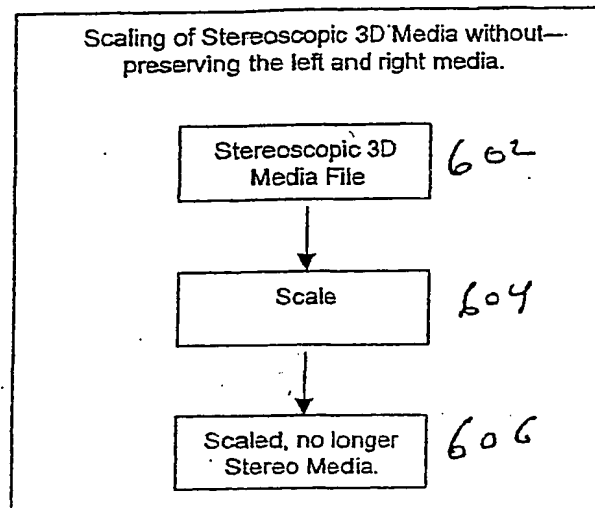 Scaling of Stereoscopic 3D Media without—
preserving the left and right media.
Stereoscopic 3D
Media File
602
Scale
604
Scaled, no longer
Stereo Media.
606